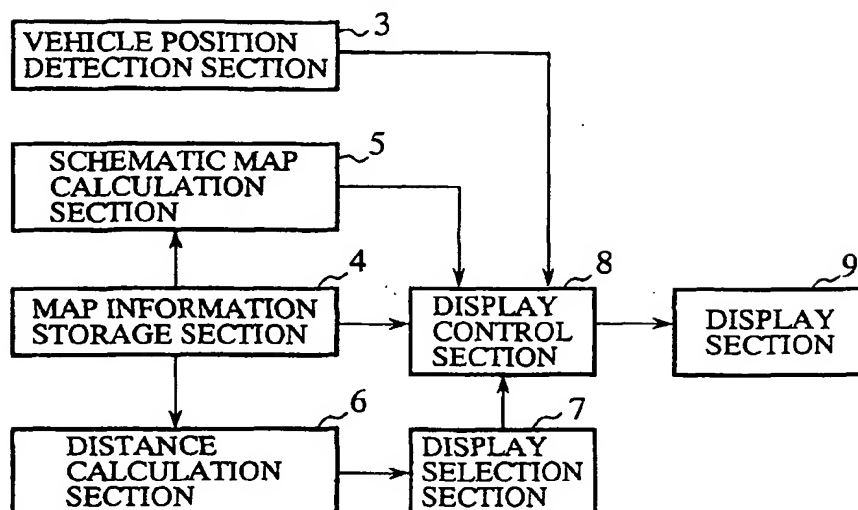 3
VEHICLE POSITION
DETECTION SECTION
5
SCHEMATIC MAP
CALCULATION
SECTION
4
MAP INFORMATION
STORAGE SECTION
8
DISPLAY
CONTROL
SECTION
9
DISPLAY
SECTION
6
DISTANCE
CALCULATION
SECTION
7
DISPLAY
SELECTION
SECTION